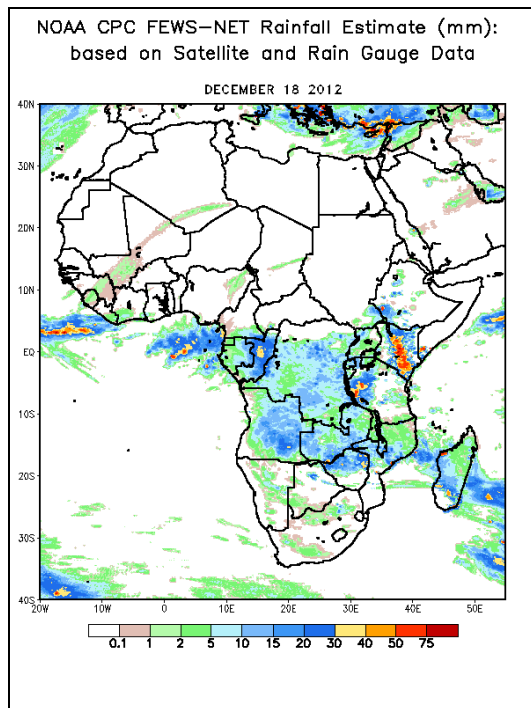 NOAA CPC FEWS-NET Rainfall Estimate (mm):
based on Satellite and Rain Gauge Data
DECEMBER 18 2012
40N
30N
20N
10N
EQ
10S
20S
30S
40S
20W 10W 0 10E 20E 30E 40E 50E
0.1 1 2 5 10 15 20 30 40 50 75